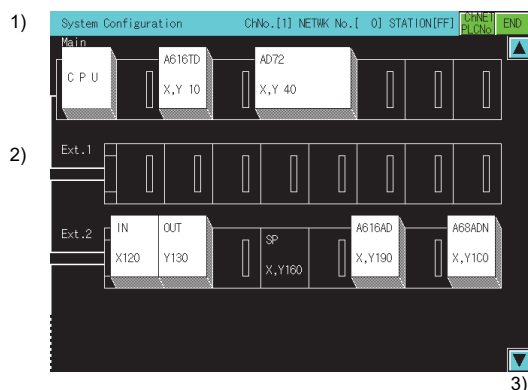 1)
System Configuration ChNo.[1] NETWK No.[ 0] STATION[FF] ChNET PLCNo END
Main
CPU A616TD AD72
X,Y 10 X,Y 40
2)
Ext.1
Ext.2 IN OUT SP A616AD A68ADN
X120 Y130 X,Y160 X,Y190 X,Y1C0
3)